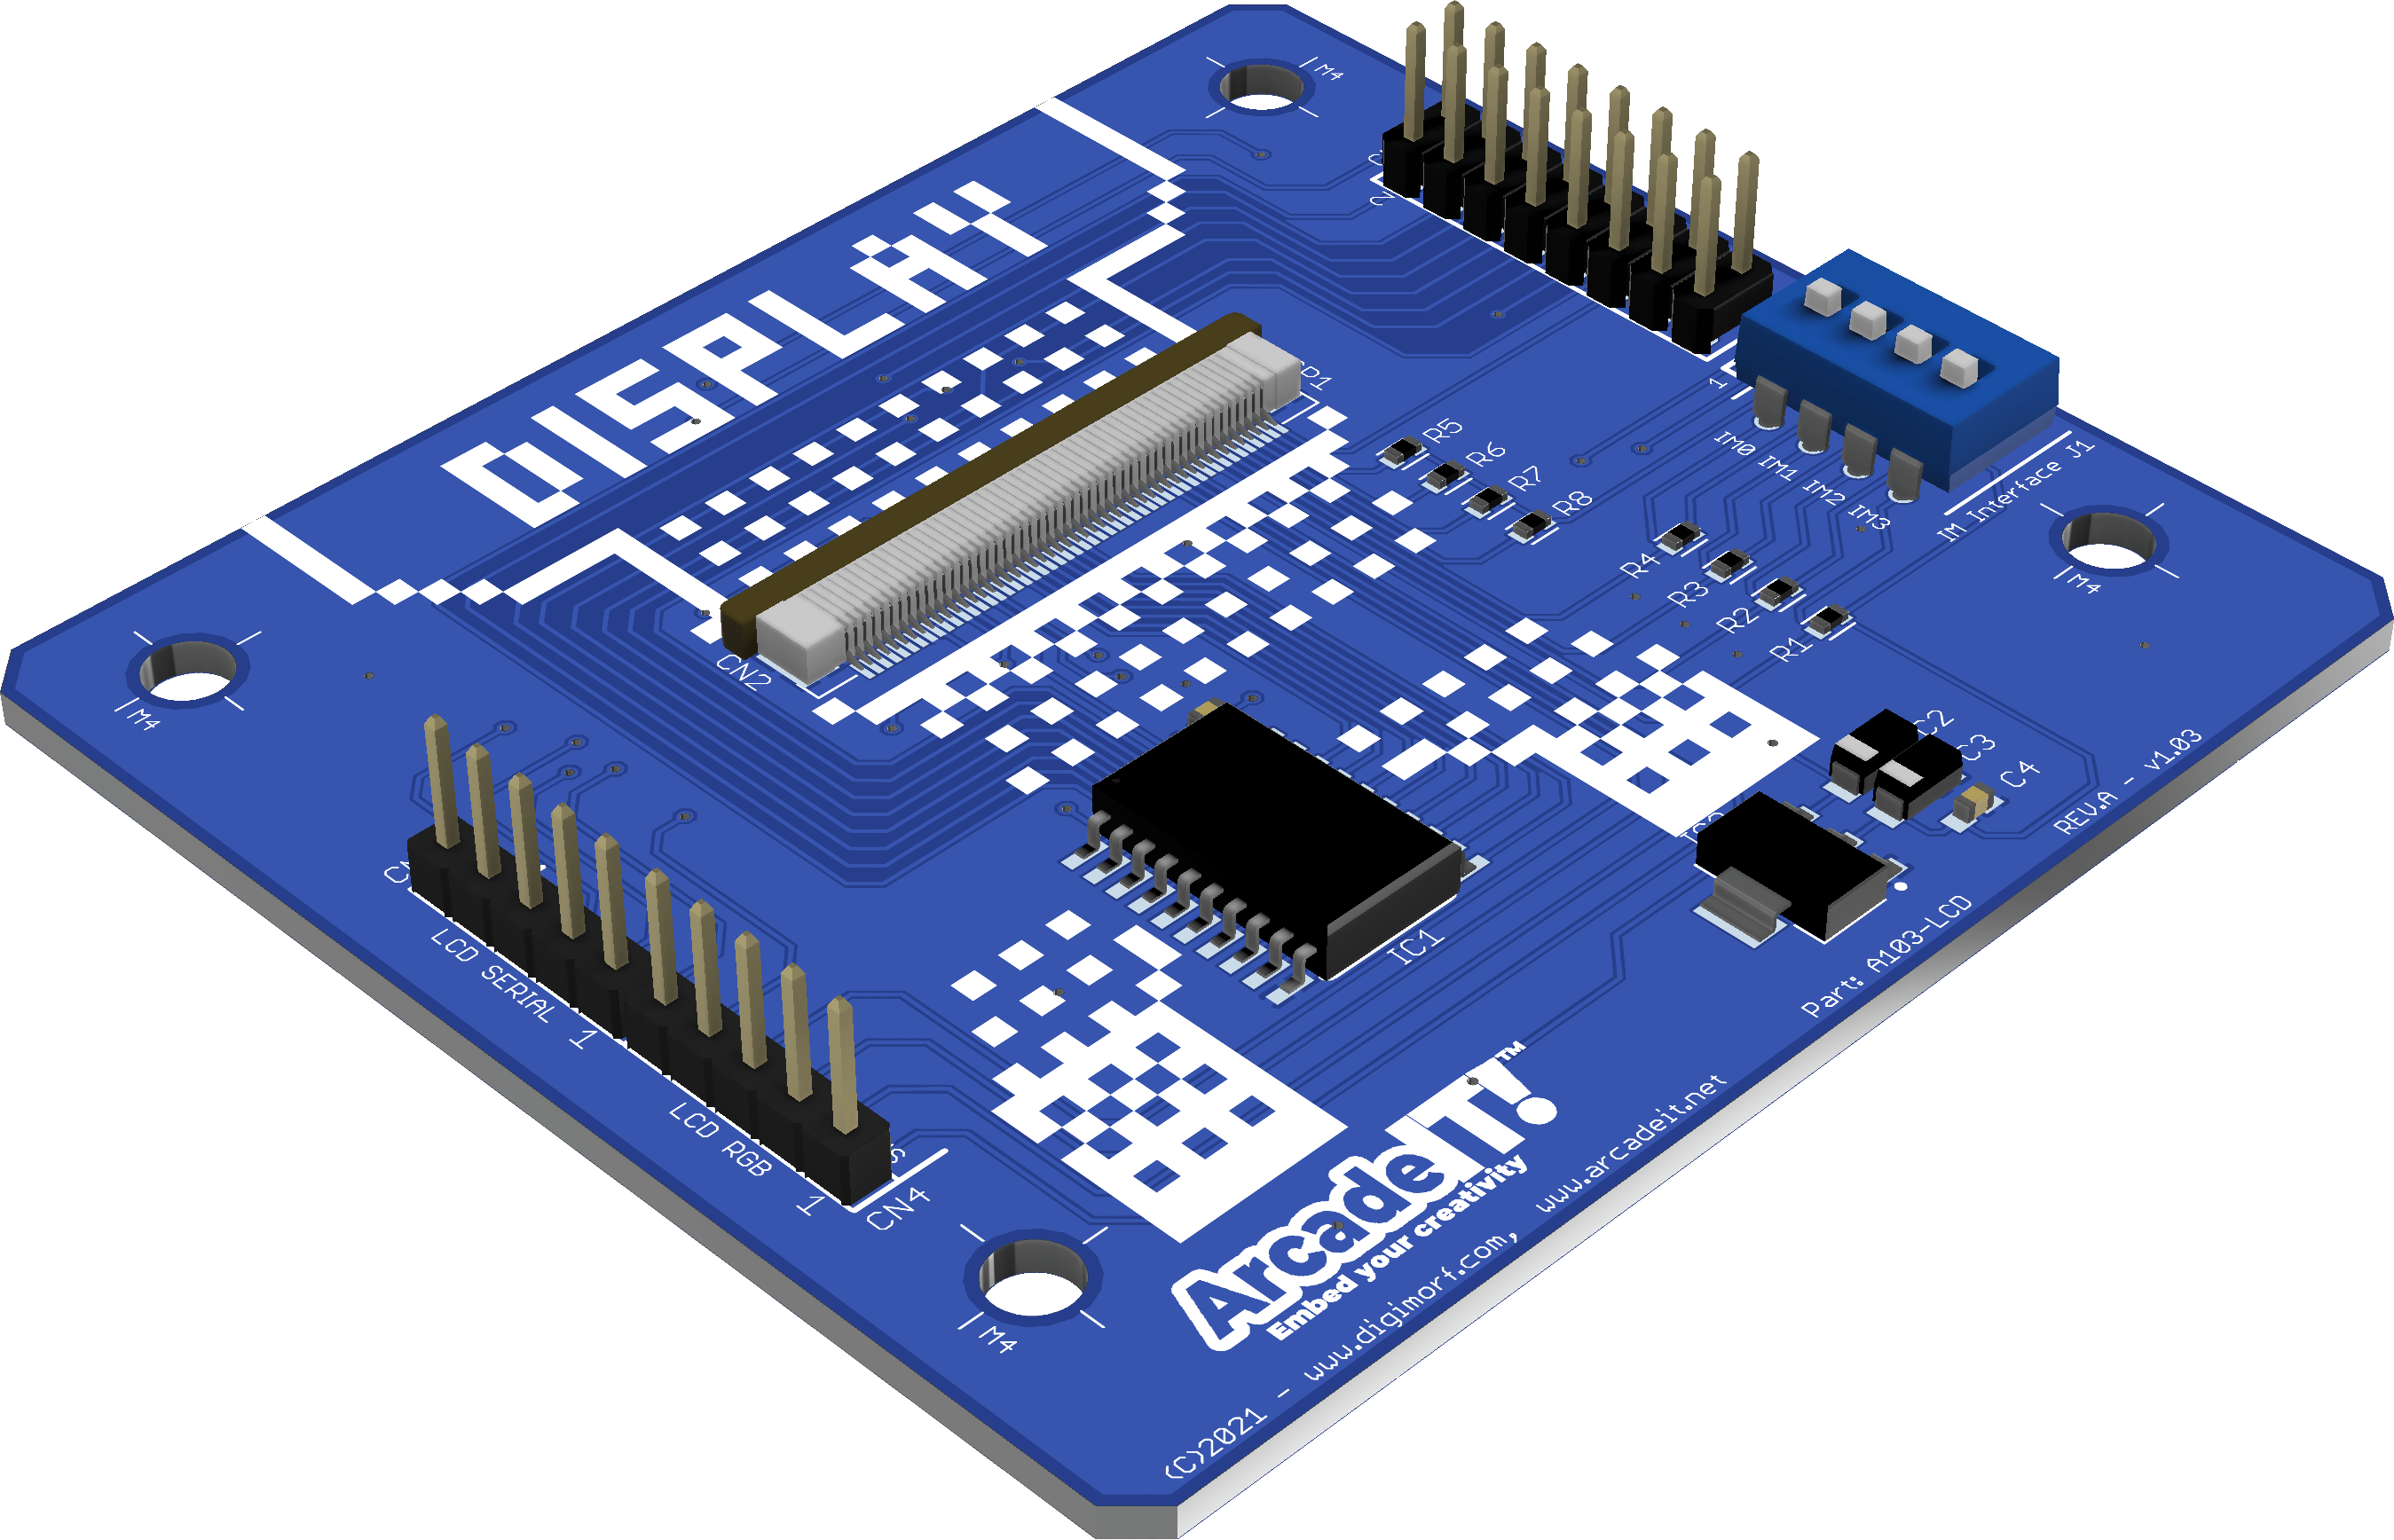 M4
DISPLAY
1
IM0 IM1 IM2 IM3
IM Interface J1
R5
R6
R7
R8
R4
R3
R2
R1
M4
CN2
M4
C2
C3
C4
REV.A - v1.03
Part: A103-LCD
IC1
LCD SERIAL 1
LCD RGB 1
CN4
M4
ArcadeIT!™
Embed your creativity
(C)2021 - www.digimorf.com, www.arcadeit.net